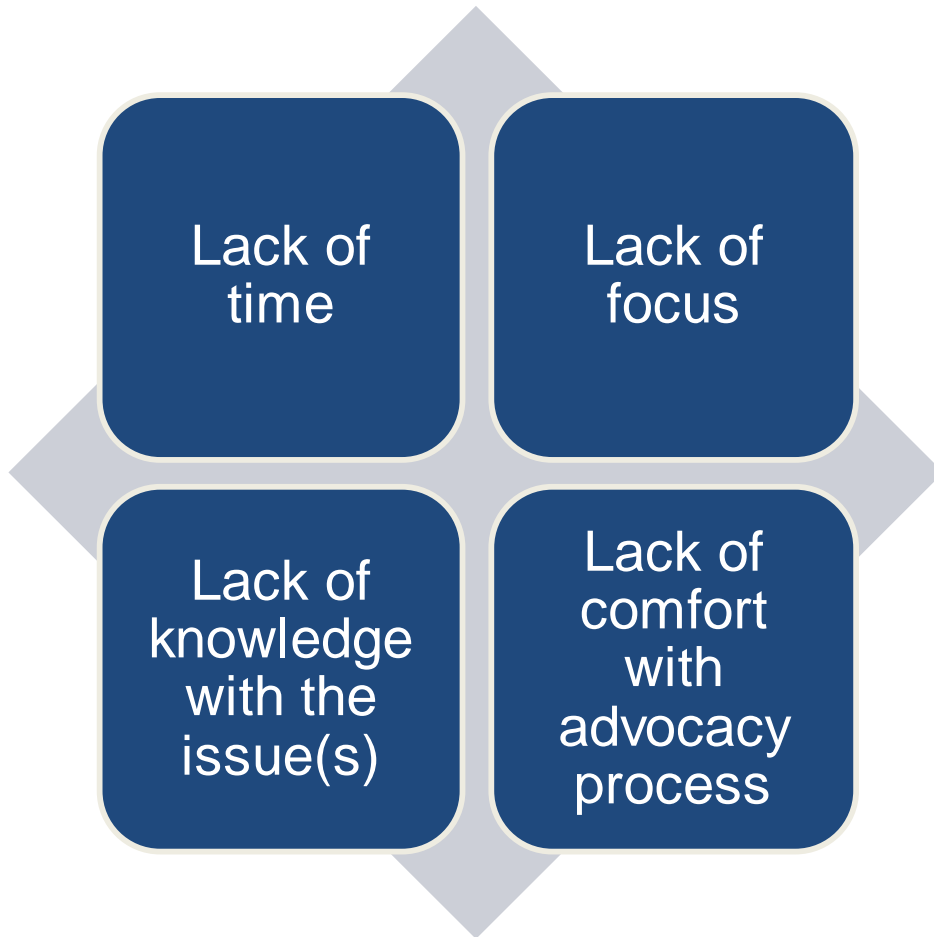 Lack of
time
Lack of
focus
Lack of
knowledge
with the
issue(s)
Lack of
comfort
with
advocacy
process